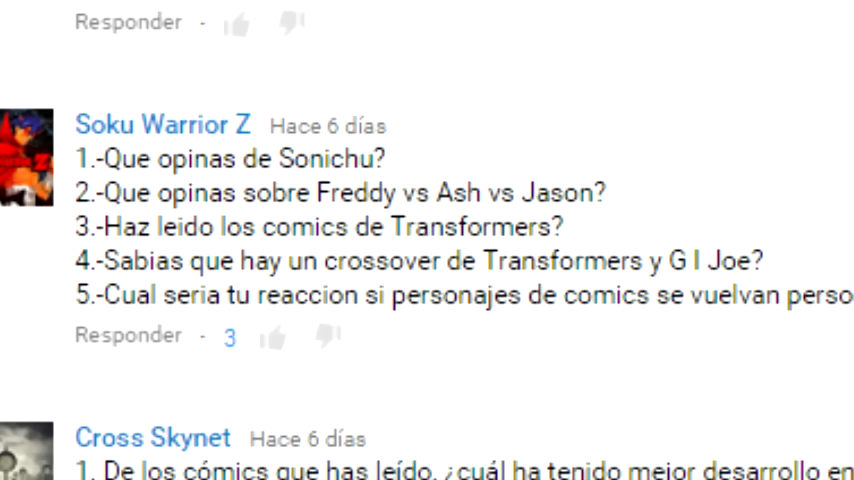 Responder -
Soku Warrior Z Hace 6 días
1.-Que opinas de Sonichu?
2.-Que opinas sobre Freddy vs Ash vs Jason?
3.-Haz leido los comics de Transformers?
4.-Sabias que hay un crossover de Transformers y G I Joe?
5.-Cual seria tu reaccion si personajes de comics se vuelvan perso
Responder - 3
Cross Skynet Hace 6 días
1. De los cómics que has leído, ¿cuál ha tenido mejor desarrollo en